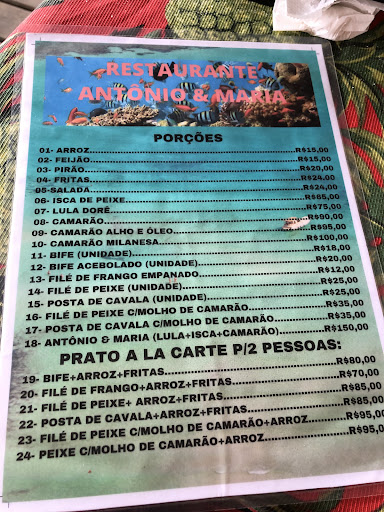 RESTAURANTE
ANTÔNIO & MARIA
PORÇÕES
01- ARROZ...R$15,00
02- FEIJÃO...R$15,00
03- PIRÃO...R$20,00
04- FRITAS...R$24,00
05-SALADA...R$24,00
06- ISCA DE PEIXE...R$65,00
07- LULA DORÉ...R$75,00
08- CAMARÃO...R$90,00
09- CAMARÃO ALHO E ÓLEO...R$95,00
10- CAMARÃO MILANESA...R$100,00
11- BIFE (UNIDADE)...R$18,00
12- BIFE ACEBOLADO (UNIDADE)...R$20,00
13- FILÉ DE FRANGO EMPANADO...R$12,00
14- FILÉ DE PEIXE (UNIDADE)...R$25,00
15- POSTA DE CAVALA (UNIDADE)...R$25,00
16- FILÉ DE PEIXE C/MOLHO DE CAMARÃO...R$35,00
17- POSTA DE CAVALA C/MOLHO DE CAMARÃO...R$35,00
18- ANTÔNIO & MARIA (LULA+ISCA+CAMARÃO)...R$150,00
PRATO A LA CARTE P/2 PESSOAS:
19- BIFE+ARROZ+FRITAS...R$80,00
20- FILÉ DE FRANGO+ARROZ+FRITAS...R$70,00
21- FILÉ DE PEIXE+ ARROZ+FRITAS...R$85,00
22- POSTA DE CAVALA+ARROZ+FRITAS...R$85,00
23- FILÉ DE PEIXE C/MOLHO DE CAMARÃO+ARROZ...R$95,00
24- PEIXE C/MOLHO DE CAMARÃO+ARROZ...R$95,00